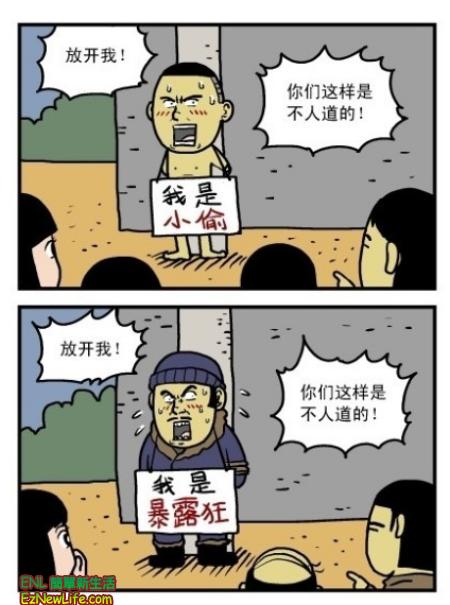 放开我！
你们这样是
不人道的！
我是
小偷
放开我！
你们这样是
不人道的！
我是
暴露狂
ENL 簡單新生活
EzNewLife.com